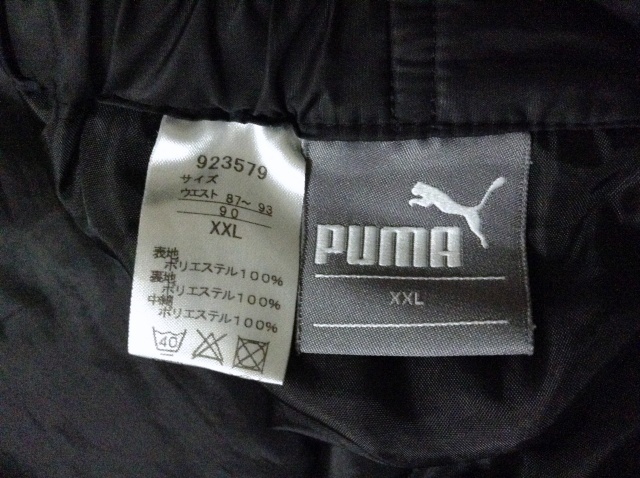 923579
サイズ
ウエスト 87～93
90
XXL
表地
ポリエステル100%
裏地
ポリエステル100%
中綿
ポリエステル100%
40
PUMA
XXL